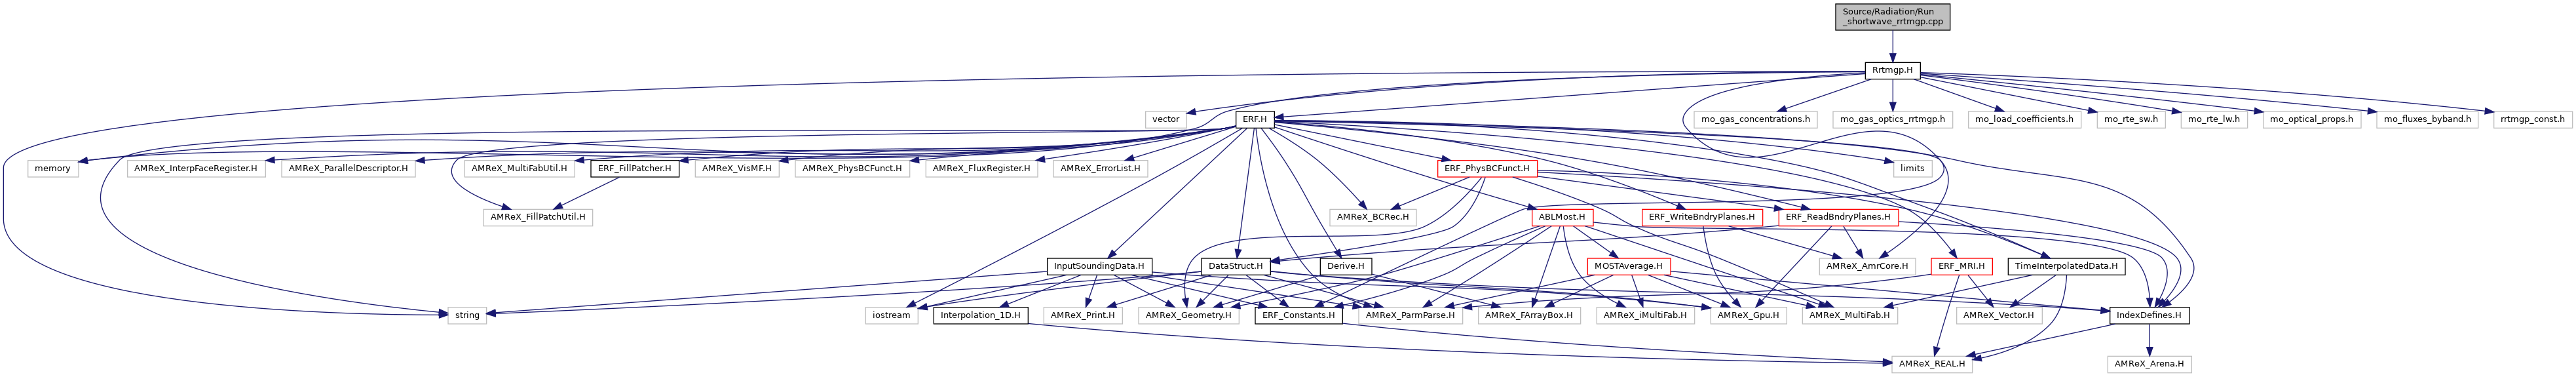 Source/Radiation/Run
_shortwave_rrtmgp.cpp
Rrtmgp.H
vector
ERF.H
mo_gas_concentrations.h
mo_gas_optics_rrtmgp.h
mo_load_coefficients.h
mo_rte_sw.h
mo_rte_lw.h
mo_optical_props.h
mo_fluxes_byband.h
rrtmgp_const.h
memory
AMReX_InterpFaceRegister.H
AMReX_ParallelDescriptor.H
AMReX_MultiFabUtil.H
ERF_FillPatcher.H
AMReX_VisMF.H
AMReX_PhysBCFunct.H
AMReX_FluxRegister.H
AMReX_ErrorList.H
ERF_PhysBCFunct.H
limits
AMReX_FillPatchUtil.H
AMReX_BCRec.H
ABLMost.H
ERF_WriteBndryPlanes.H
ERF_ReadBndryPlanes.H
InputSoundingData.H
DataStruct.H
Derive.H
MOSTAverage.H
AMReX_AmrCore.H
ERF_MRI.H
TimeInterpolatedData.H
string
iostream
Interpolation_1D.H
AMReX_Print.H
AMReX_Geometry.H
ERF_Constants.H
AMReX_ParmParse.H
AMReX_FArrayBox.H
AMReX_iMultiFab.H
AMReX_Gpu.H
AMReX_MultiFab.H
AMReX_Vector.H
IndexDefines.H
AMReX_REAL.H
AMReX_Arena.H